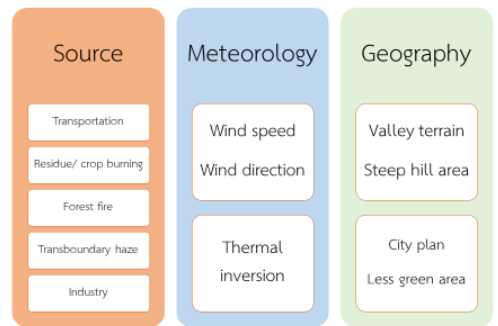 Source
Transportation
Residue/ crop burning
Forest fire
Transboundary haze
Industry
Meteorology
Wind speed
Wind direction
Thermal
inversion
Geography
Valley terrain
Steep hill area
City plan
Less green area